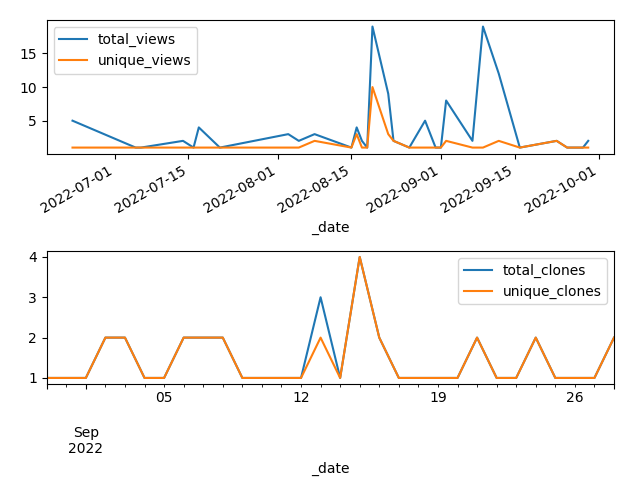 total_views
unique_views
15
10
5
2022-07-01
2022-07-15
2022-08-01
2022-08-15
2022-09-01
2022-09-15
2022-10-01
_date
total_clones
unique_clones
4
3
2
1
05
12
19
26
Sep
2022
_date